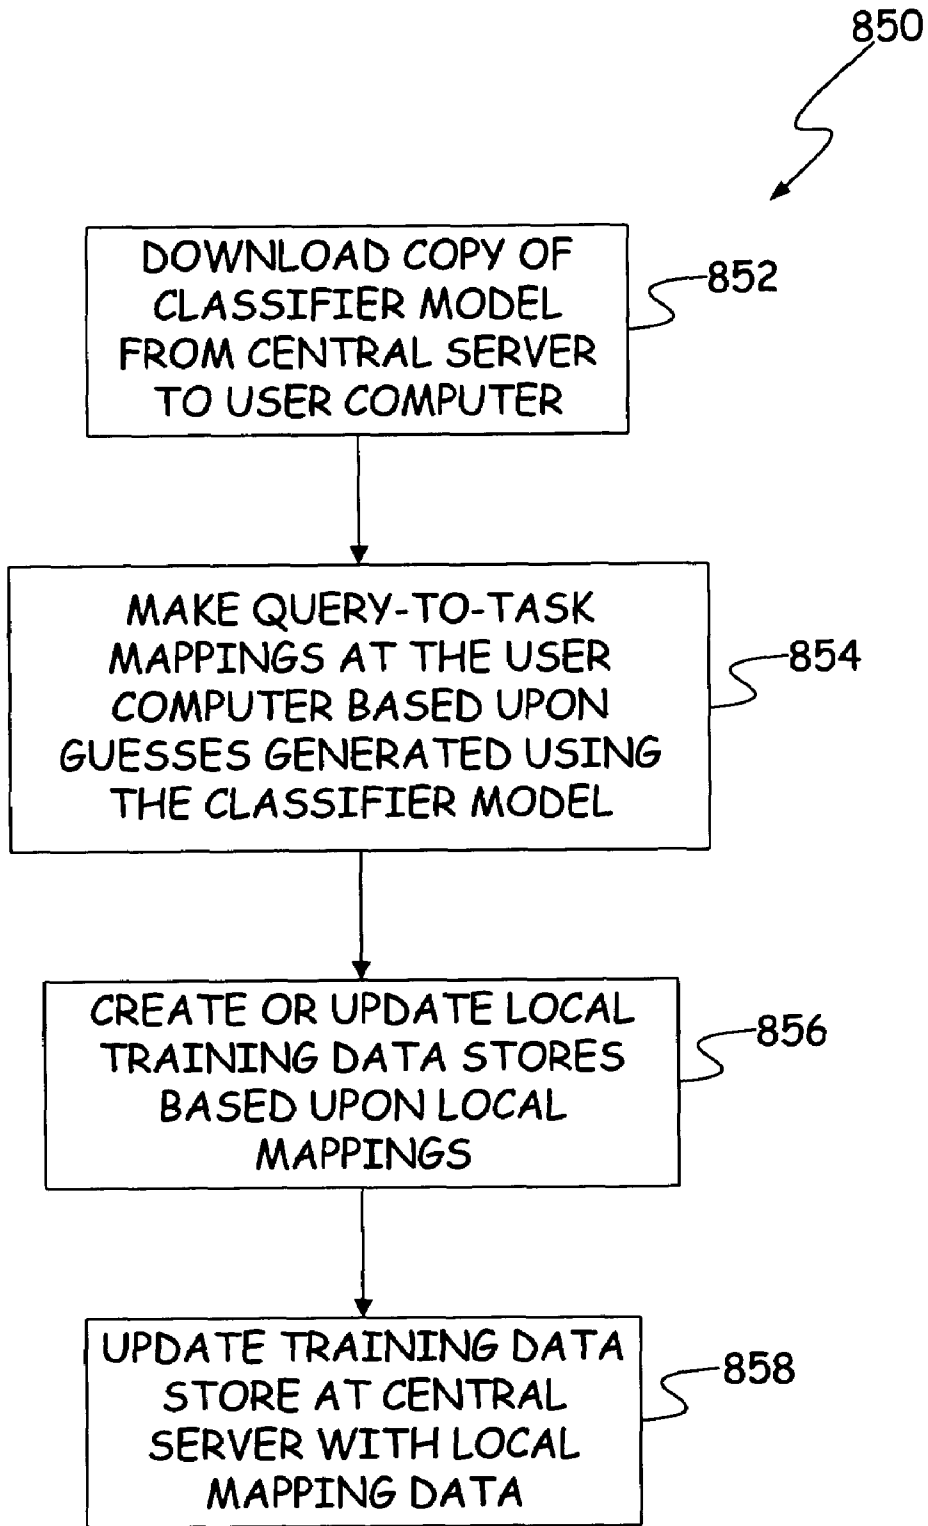 850
DOWNLOAD COPY OF
CLASSIFIER MODEL
FROM CENTRAL SERVER
TO USER COMPUTER
852
MAKE QUERY-TO-TASK
MAPPINGS AT THE USER
COMPUTER BASED UPON
GUESSES GENERATED USING
THE CLASSIFIER MODEL
854
CREATE OR UPDATE LOCAL
TRAINING DATA STORES
BASED UPON LOCAL
MAPPINGS
856
UPDATE TRAINING DATA
STORE AT CENTRAL
SERVER WITH LOCAL
MAPPING DATA
858